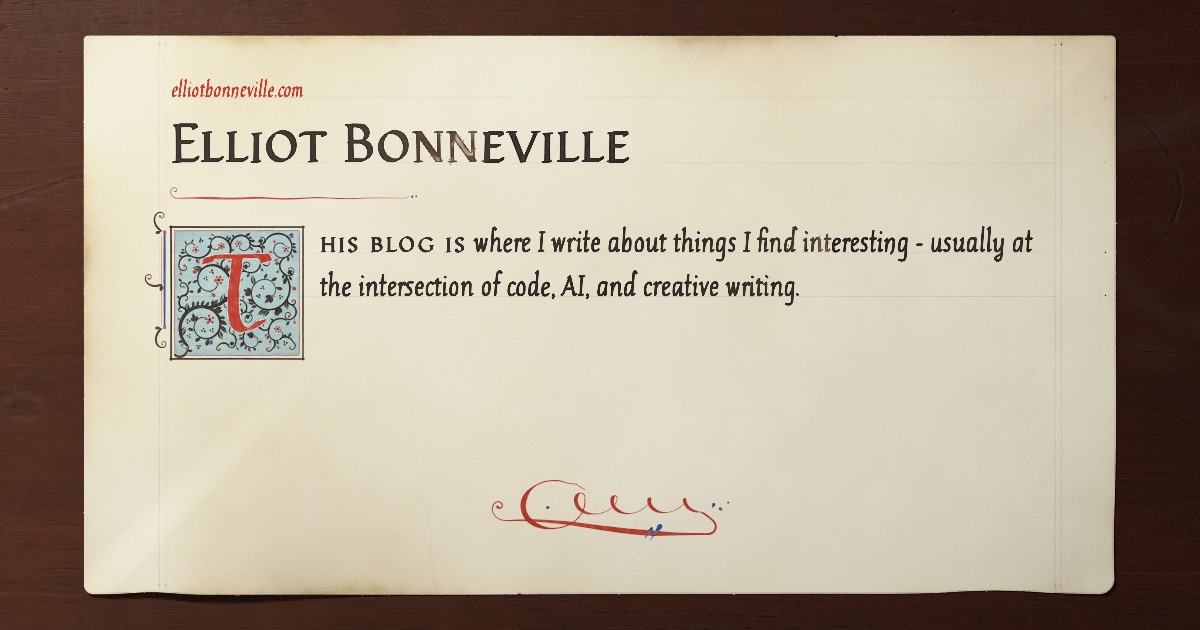 elliotbonneville.com
ELLIOT BONNEVILLE
THIS BLOG IS where I write about things I find interesting - usually at
the intersection of code, AI, and creative writing.